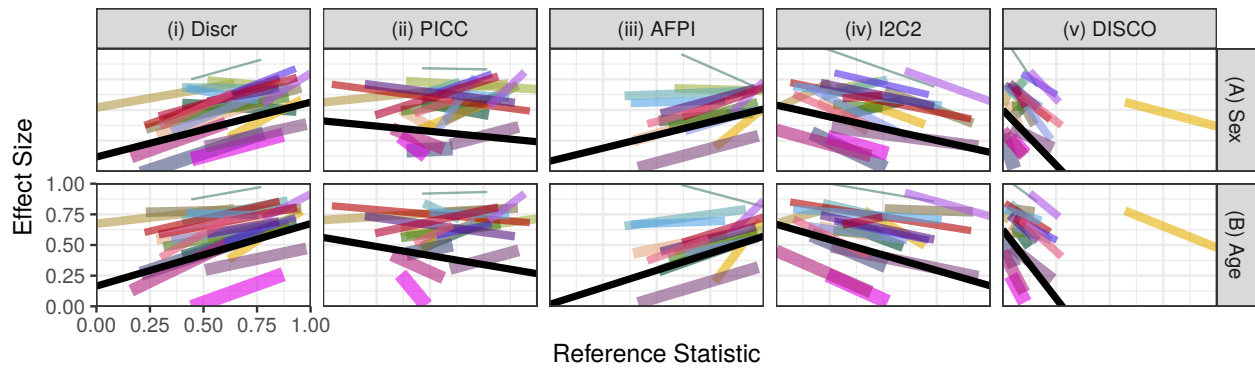 (i) Discr
(ii) PICC
(iii) AFPI
(iv) I2C2
(v) DISCO
(A) Sex
(B) Age
Effect Size
1.00
0.75
0.50
0.25
0.00
0.00 0.25 0.50 0.75 1.00
Reference Statistic